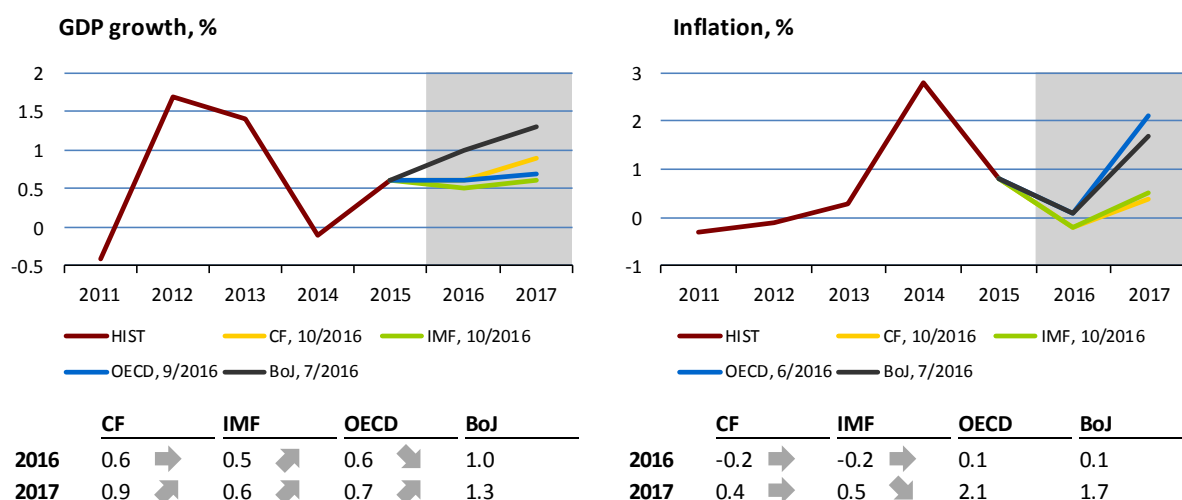 GDP growth, %
2
1.5
1
0.5
0
-0.5
2011 2012 2013 2014 2015 2016 2017
HIST CF, 10/2016 IMF, 10/2016
OECD, 9/2016 BoJ, 7/2016
CF IMF OECD BoJ
2016 0.6 0.5 0.6 1.0
2017 0.9 0.6 0.7 1.3
Inflation, %
3
2
1
0
-1
2011 2012 2013 2014 2015 2016 2017
HIST CF, 10/2016 IMF, 10/2016
OECD, 6/2016 BoJ, 7/2016
CF IMF OECD BoJ
2016 -0.2 -0.2 0.1 0.1
2017 0.4 0.5 2.1 1.7